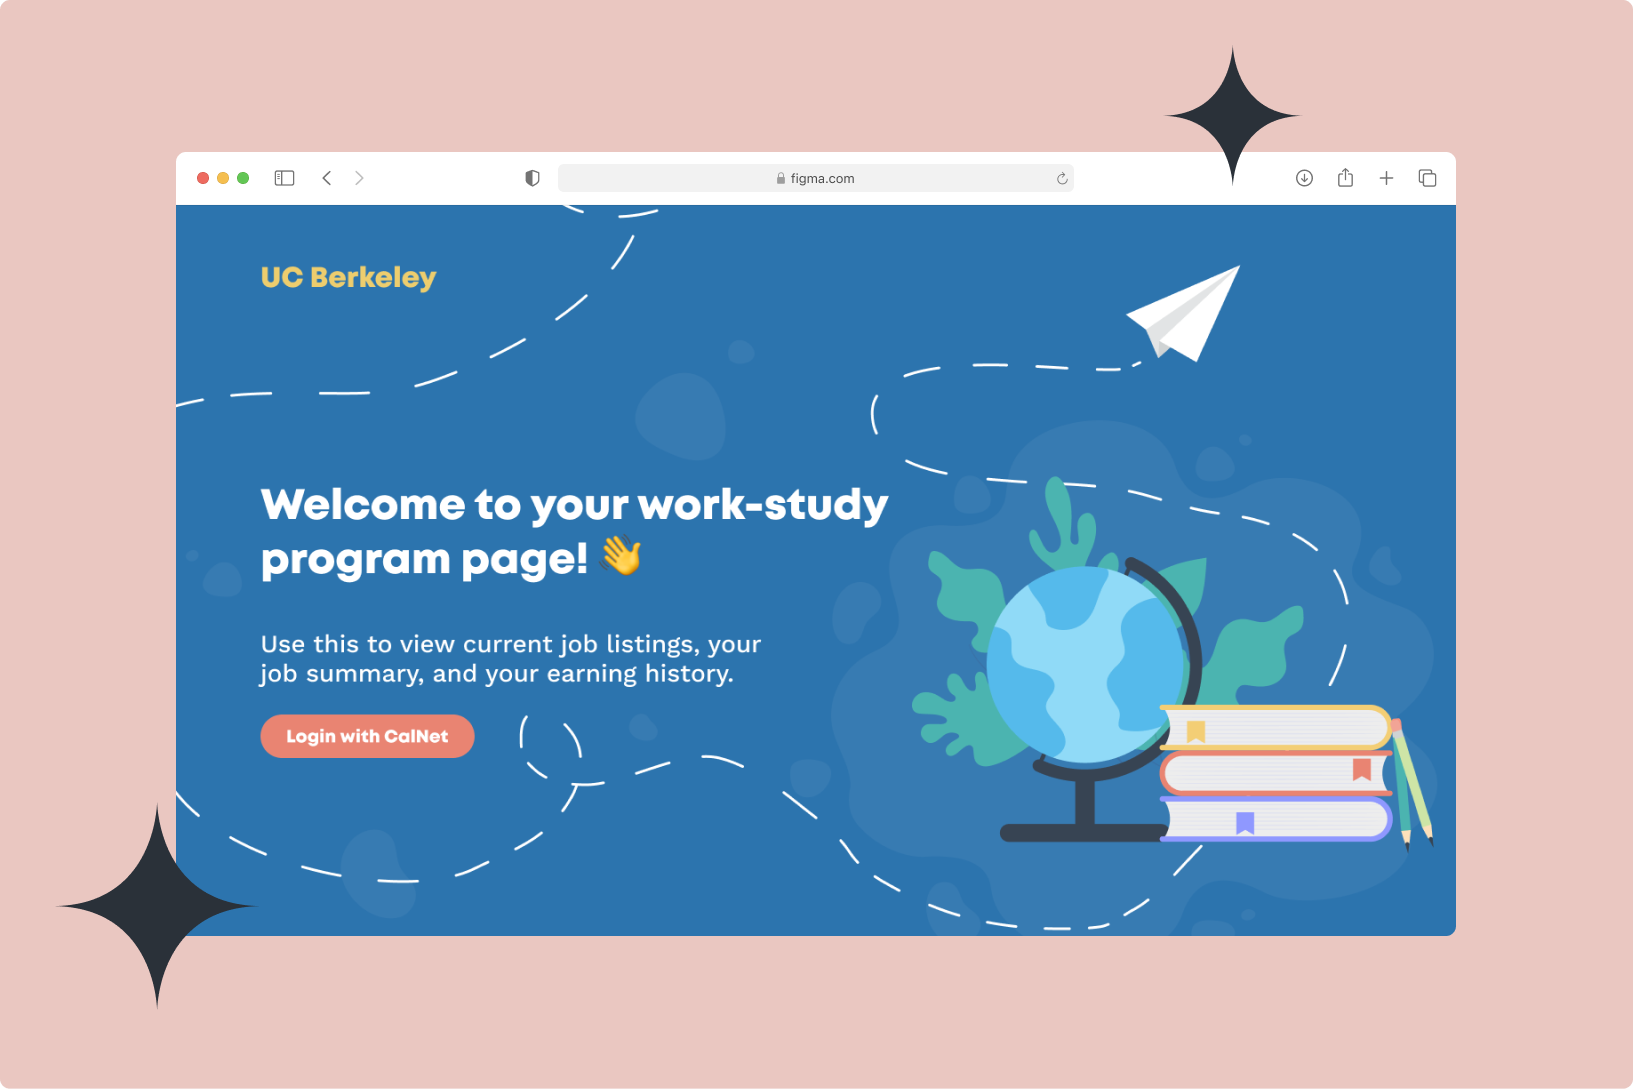 figma.com
UC Berkeley
Welcome to your work-study
program page! 👋
Use this to view current job listings, your
job summary, and your earning history.
Login with CalNet